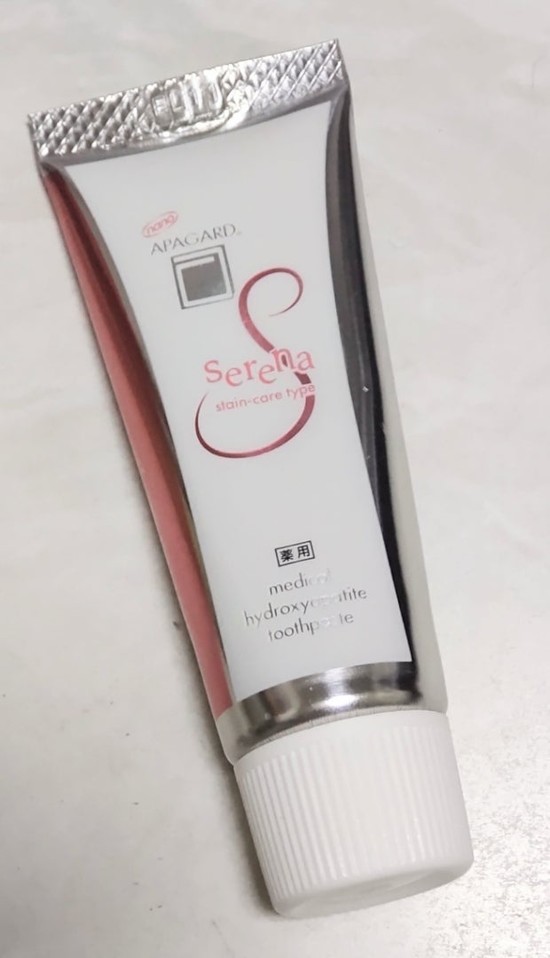 nano
APAGARD®
Serena
stain-care type
薬用
medical
hydroxyapatite
toothpaste